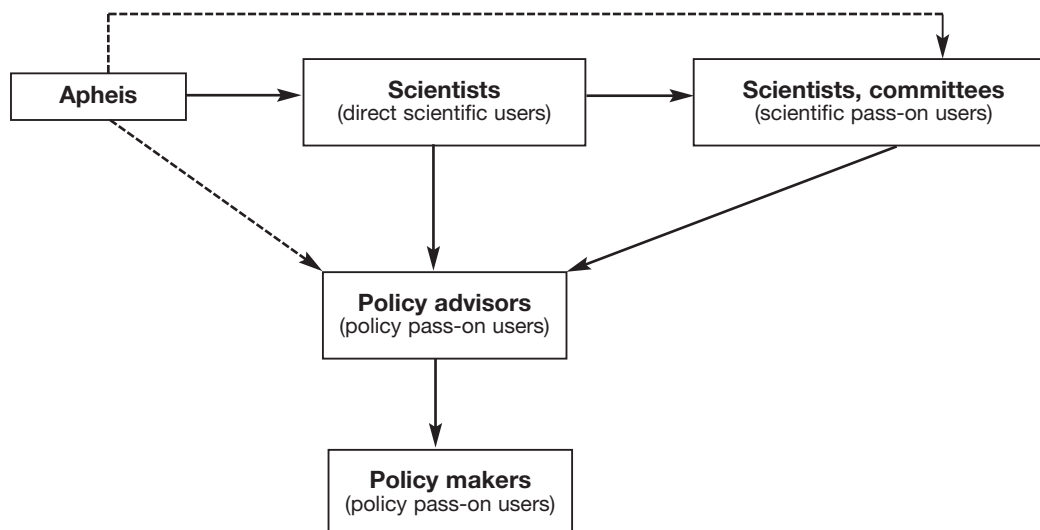 Apheis
Scientists
(direct scientific users)
Scientists, committees
(scientific pass-on users)
Policy advisors
(policy pass-on users)
Policy makers
(policy pass-on users)